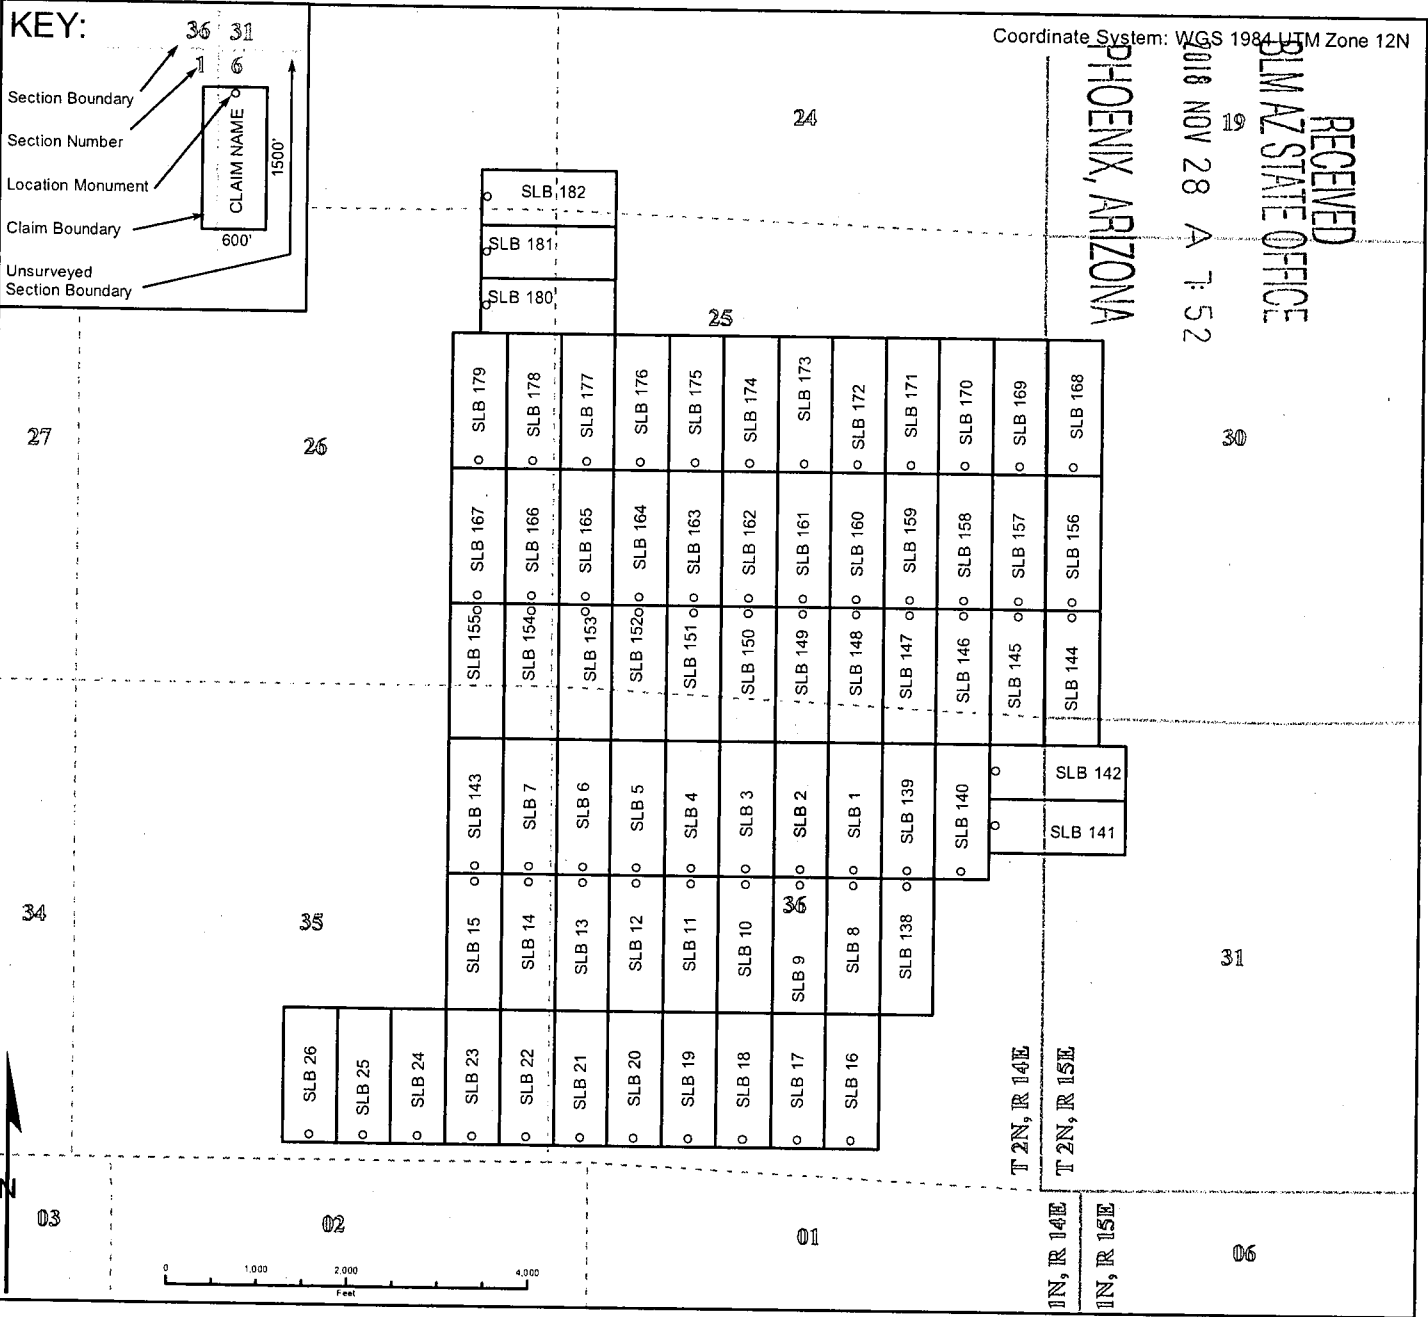 KEY:
36 31
1 6
Section Boundary
Section Number
Location Monument
Claim Boundary
Unsurveyed
Section Boundary
CLAIM NAME
1500'
600'
Coordinate System: WGS 1984 UTM Zone 12N
RECEIVED
BLM AZ STATE OFFICE
2018 NOV 28 A 7:52
PHOENIX, ARIZONA
24
19
SLB 182
SLB 181
SLB 180
25
27
26
30
SLB 179
SLB 178
SLB 177
SLB 176
SLB 175
SLB 174
SLB 173
SLB 172
SLB 171
SLB 170
SLB 169
SLB 168
SLB 167
SLB 166
SLB 165
SLB 164
SLB 163
SLB 162
SLB 161
SLB 160
SLB 159
SLB 158
SLB 157
SLB 156
SLB 155
SLB 154
SLB 153
SLB 152
SLB 151
SLB 150
SLB 149
SLB 148
SLB 147
SLB 146
SLB 145
SLB 144
SLB 143
SLB 7
SLB 6
SLB 5
SLB 4
SLB 3
SLB 2
SLB 1
SLB 139
SLB 140
SLB 142
SLB 141
34
35
36
31
SLB 15
SLB 14
SLB 13
SLB 12
SLB 11
SLB 10
SLB 9
SLB 8
SLB 138
SLB 26
SLB 25
SLB 24
SLB 23
SLB 22
SLB 21
SLB 20
SLB 19
SLB 18
SLB 17
SLB 16
T 2N, R 14E
T 2N, R 15E
N
03
02
01
06
1N, R 14E
1N, R 15E
0 1,000 2,000 4,000
Feet